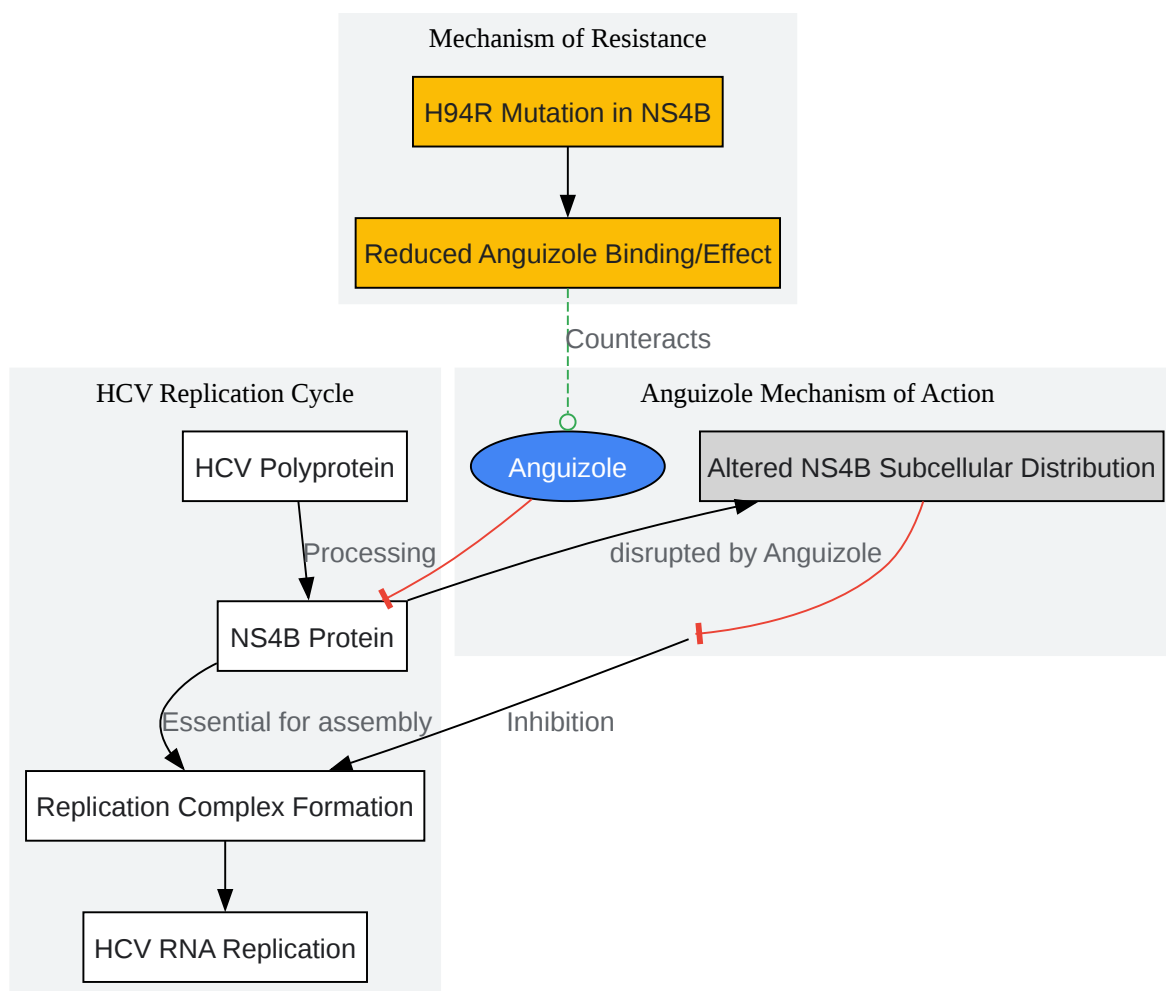 Mechanism of Resistance
H94R Mutation in NS4B
Reduced Anguizole Binding/Effect
Counteracts
HCV Replication Cycle
Anguizole Mechanism of Action
HCV Polyprotein
Anguizole
Altered NS4B Subcellular Distribution
Processing
disrupted by Anguizole
NS4B Protein
Essential for assembly
Inhibition
Replication Complex Formation
HCV RNA Replication